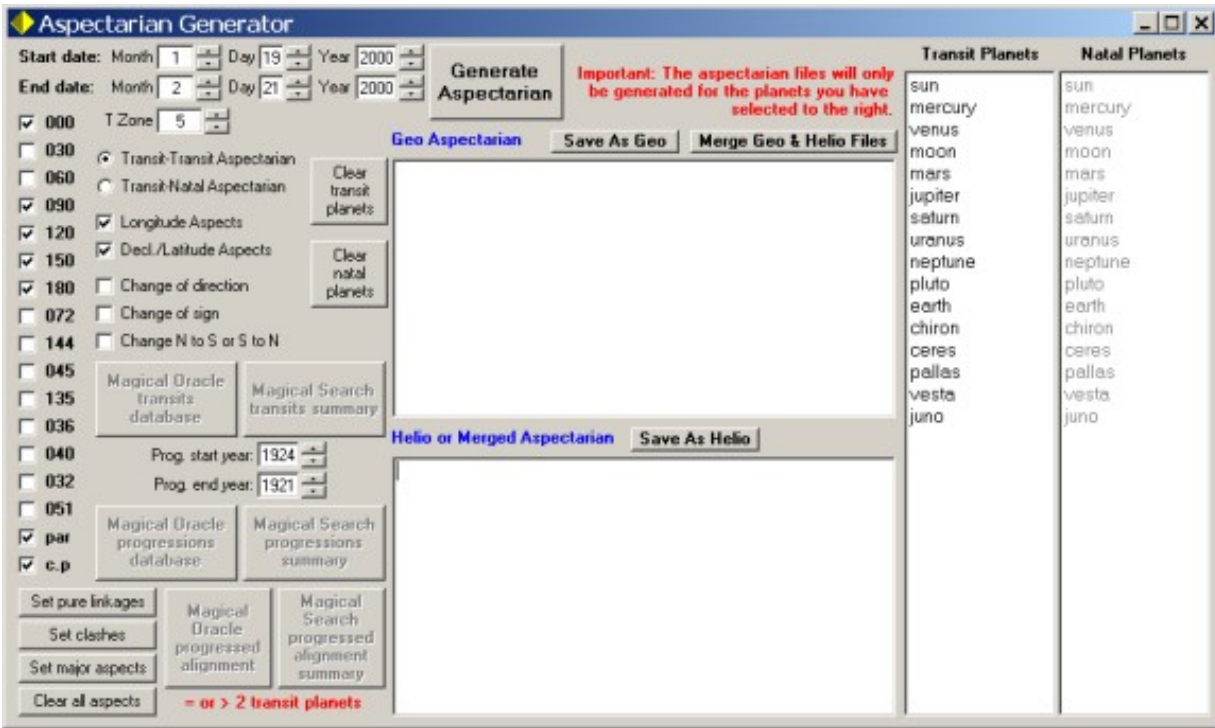 Aspectarian Generator
Start date: Month 1 Day 19 Year 2000
End date: Month 2 Day 21 Year 2000
T Zone 5
Generate
Aspectarian
Important: The aspectarian files will only
be generated for the planets you have
selected to the right.
000
030
060
090
120
150
180
072
144
045
135
036
040
032
051
par
c.p
Transit-Transit Aspectarian
Transit-Natal Aspectarian
Longitude Aspects
Decl./Latitude Aspects
Change of direction
Change of sign
Change N to S or S to N
Clear
transit
planets
Clear
natal
planets
Magical Oracle
transits
database
Magical Search
transits summary
Prog. start year: 1924
Prog. end year: 1921
Magical Oracle
progressions
database
Magical Search
progressions
summary
Set pure linkages
Set clashes
Set major aspects
Clear all aspects
Magical
Oracle
progressed
alignment
Magical
Search
progressed
alignment
summary
= or > 2 transit planets
Geo Aspectarian
Save As Geo
Merge Geo & Helio Files
Helio or Merged Aspectarian
Save As Helio
Transit Planets
sun
mercury
venus
moon
mars
jupiter
saturn
uranus
neptune
pluto
earth
chiron
ceres
pallas
vesta
juno
Natal Planets
sun
mercury
venus
moon
mars
jupiter
saturn
uranus
neptune
pluto
earth
chiron
ceres
pallas
vesta
juno